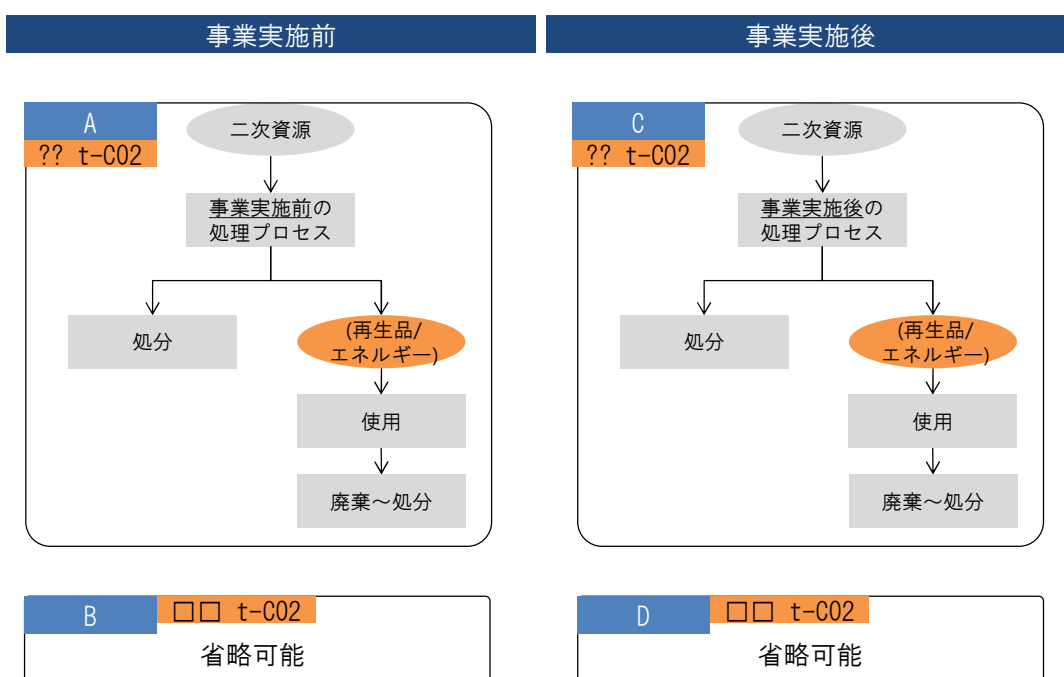 事業実施前
事業実施後
A
?? t-CO2
二次資源
事業実施前の
処理プロセス
処分
(再生品/
エネルギー)
使用
廃棄～処分
C
?? t-CO2
二次資源
事業実施後の
処理プロセス
処分
(再生品/
エネルギー)
使用
廃棄～処分
B
□□ t-CO2
省略可能
D
□□ t-CO2
省略可能